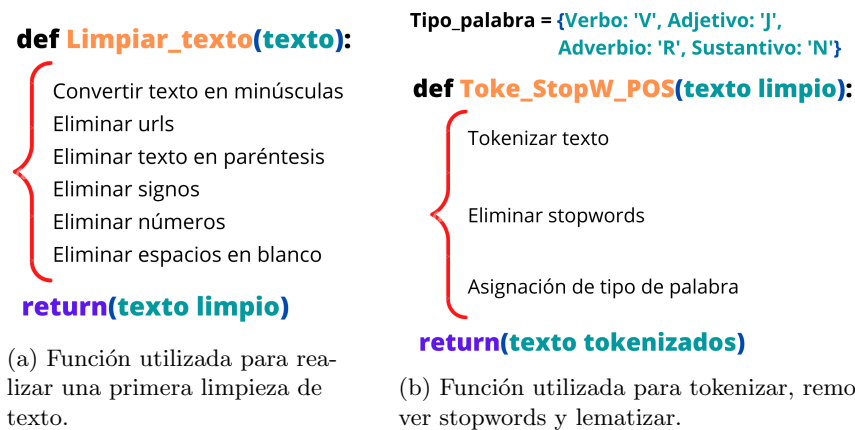 def Limpiar_texto(texto):
Convertir texto en minúsculas
Eliminar urls
Eliminar texto en paréntesis
Eliminar signos
Eliminar números
Eliminar espacios en blanco
return(texto limpio)
(a) Función utilizada para rea-
lizar una primera limpieza de
texto.
Tipo_palabra = {Verbo: 'V', Adjetivo: 'J',
Adverbio: 'R', Sustantivo: 'N'}
def Toke_StopW_POS(texto limpio):
Tokenizar texto
Eliminar stopwords
Asignación de tipo de palabra
return(texto tokenizados)
(b) Función utilizada para tokenizar, remo
ver stopwords y lematizar.